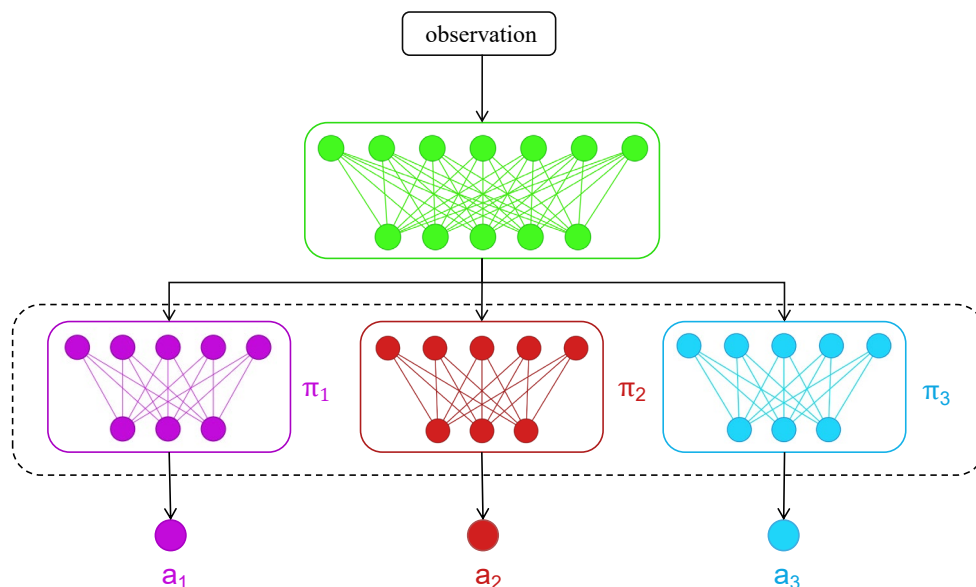 observation
π₁
π₂
π₃
a₁
a₂
a₃